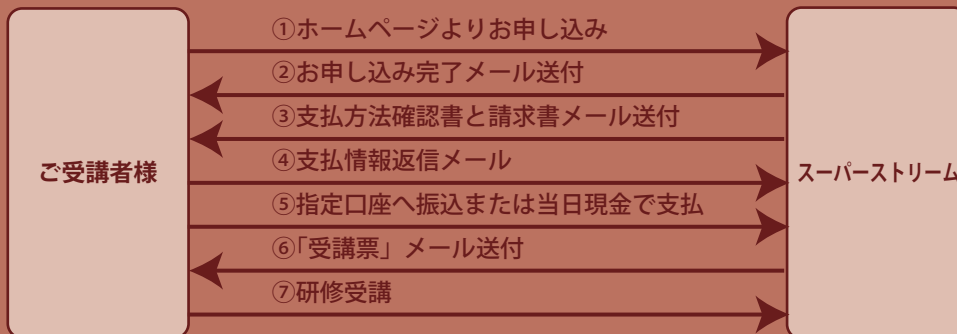 ①ホームページよりお申し込み
②お申し込み完了メール送付
③支払方法確認書と請求書メール送付
④支払情報返信メール
ご受講者様
スーパーストリーム
⑤指定口座へ振込または当日現金で支払
⑥「受講票」メール送付
⑦研修受講